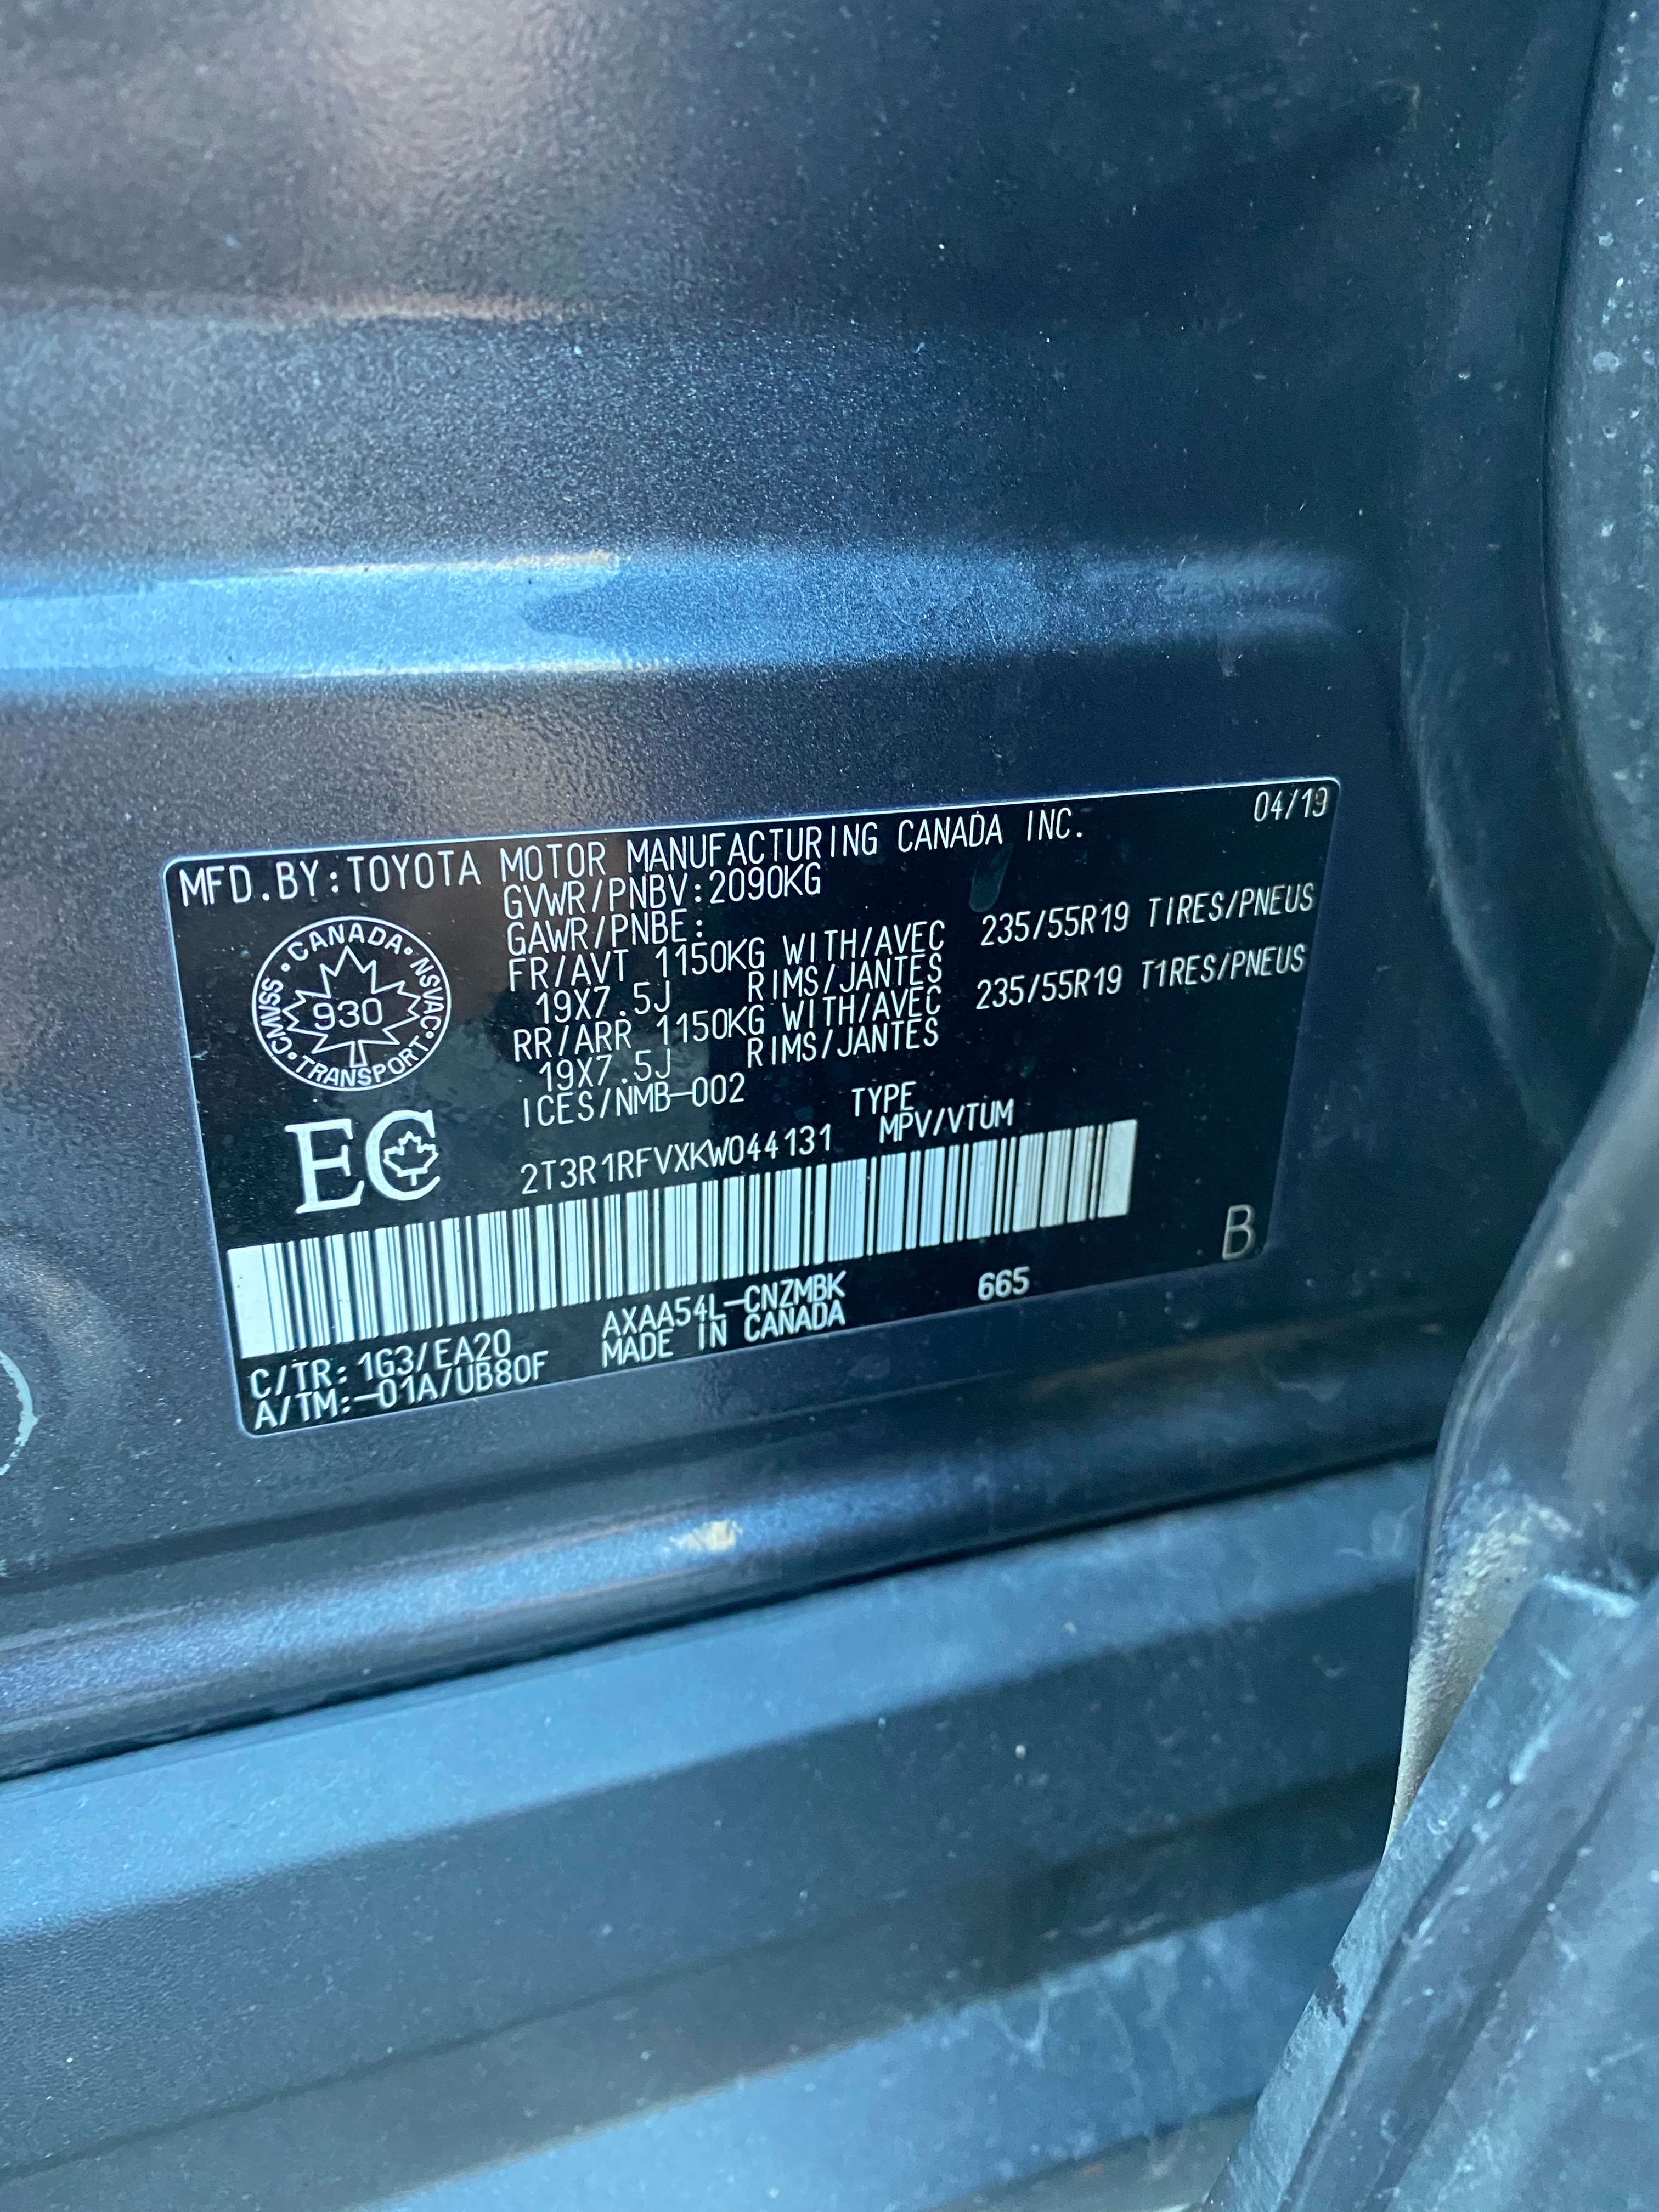 MFD.BY:TOYOTA MOTOR MANUFACTURING CANADA INC. 04/19
GVWR/PNBV:2090KG
GAWR/PNBE:
FR/AVT 1150KG WITH/AVEC 235/55R19 TIRES/PNEUS
19X7.5J RIMS/JANTES
RR/ARR 1150KG WITH/AVEC 235/55R19 T1RES/PNEUS
19X7.5J RIMS/JANTES
ICES/NMB-002
CANADA • NSVAC • TRANSPORT • CMVSS •
930
EC
TYPE
2T3R1RFVXKW044131 MPV/VTUM
B
C/TR: 1G3/EA20 AXAA54L-CNZMBK 665
A/TM:-01A/UB80F MADE IN CANADA